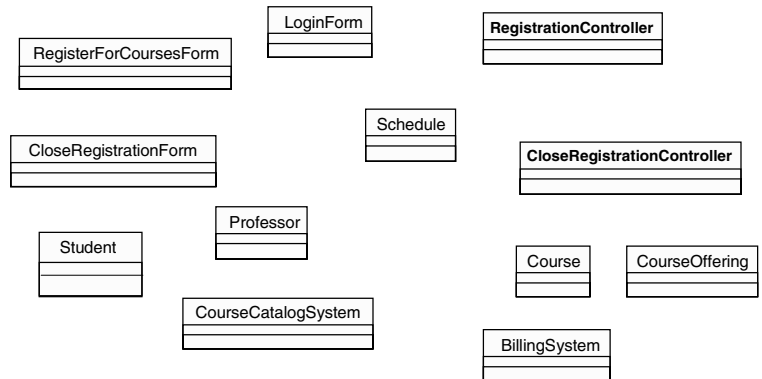 LoginForm
RegistrationController
RegisterForCoursesForm
Schedule
CloseRegistrationForm
CloseRegistrationController
Professor
Student
Course
CourseOffering
CourseCatalogSystem
BillingSystem